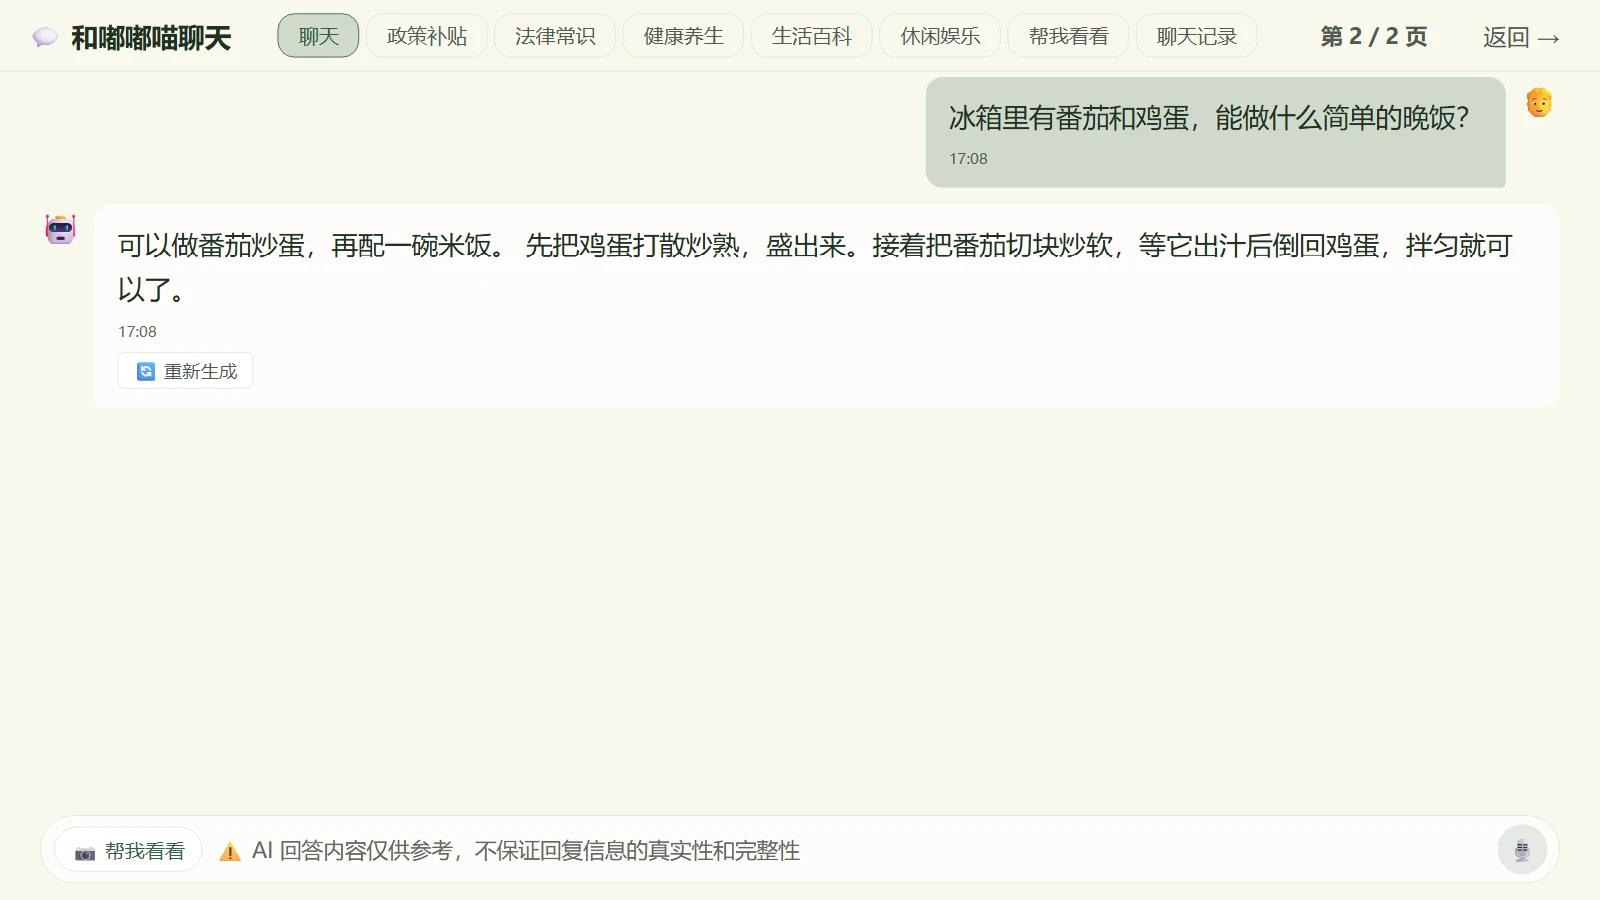 和嘟嘟喵聊天
聊天
政策补贴
法律常识
健康养生
生活百科
休闲娱乐
帮我看看
聊天记录
第 2 / 2 页
返回 →
冰箱里有番茄和鸡蛋，能做什么简单的晚饭？
17:08
可以做番茄炒蛋，再配一碗米饭。 先把鸡蛋打散炒熟，盛出来。接着把番茄切块炒软，等它出汁后倒回鸡蛋，拌匀就可
以了。
17:08
重新生成
帮我看看
AI 回答内容仅供参考，不保证回复信息的真实性和完整性